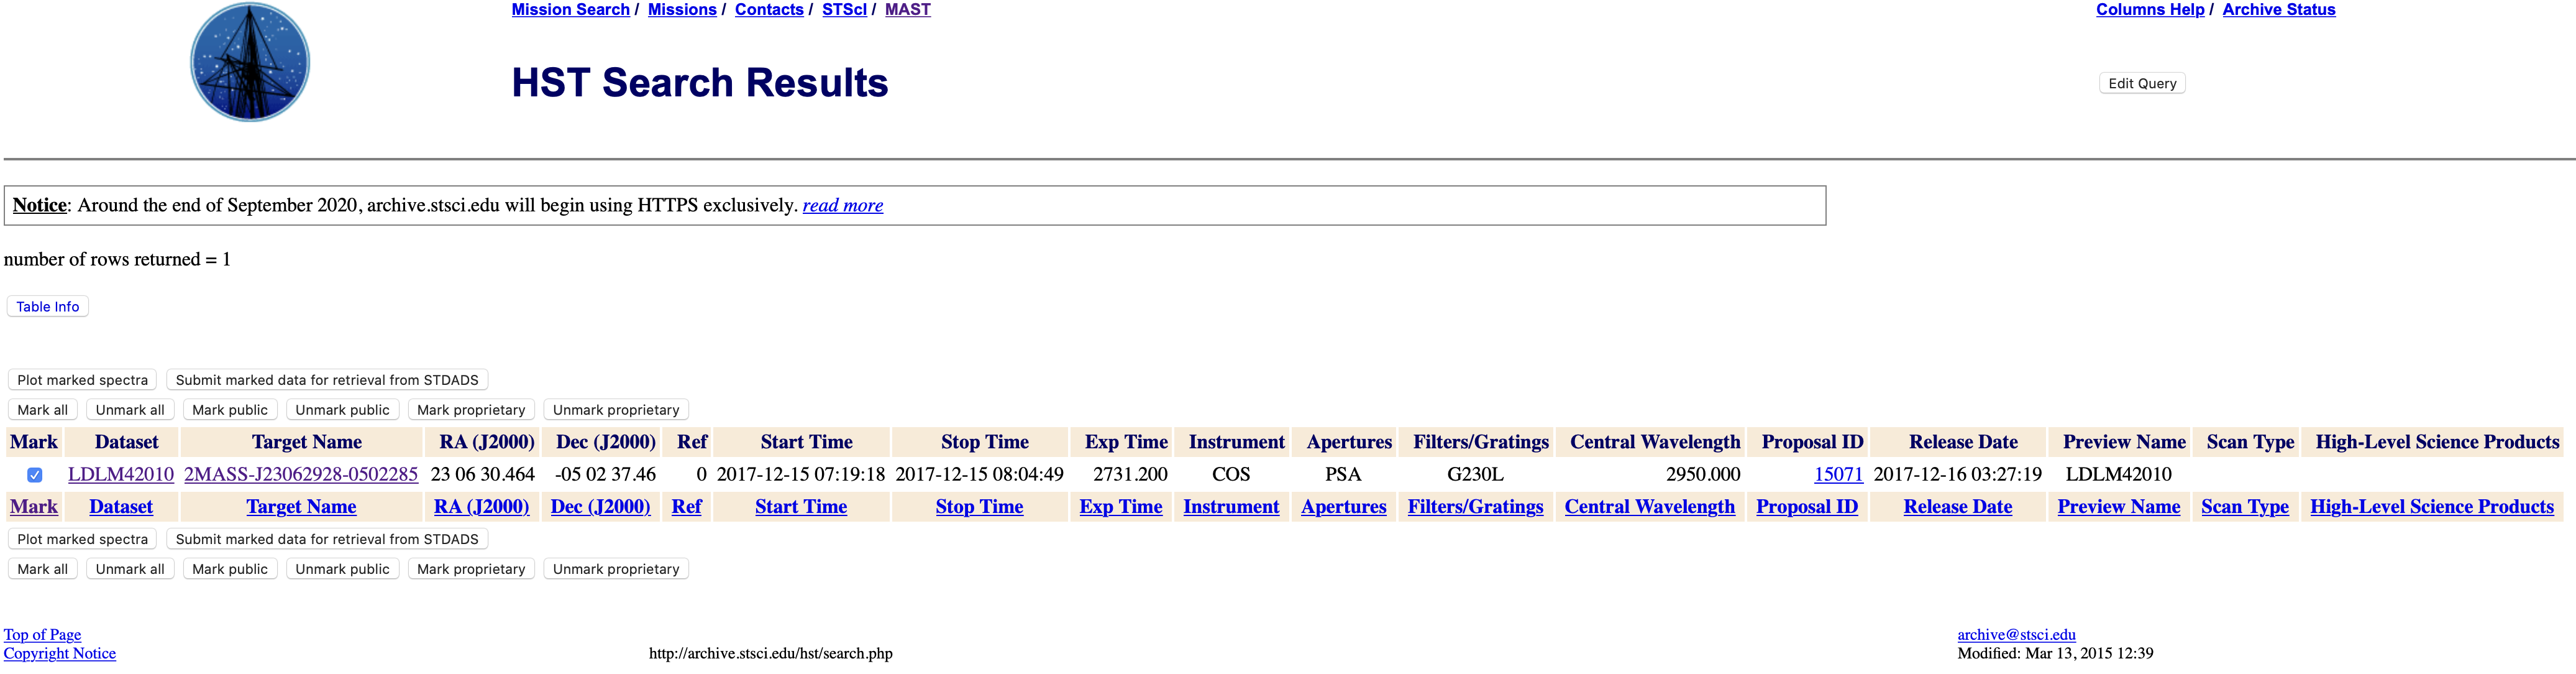 Mission Search / Missions / Contacts / STScI / MAST
Columns Help / Archive Status
HST Search Results
Edit Query
Notice: Around the end of September 2020, archive.stsci.edu will begin using HTTPS exclusively. read more
number of rows returned = 1
Table Info
Plot marked spectra Submit marked data for retrieval from STDADS
Mark all Unmark all Mark public Unmark public Mark proprietary Unmark proprietary
Mark Dataset Target Name RA (J2000) Dec (J2000) Ref Start Time Stop Time Exp Time Instrument Apertures Filters/Gratings Central Wavelength Proposal ID Release Date Preview Name Scan Type High-Level Science Products
LDLM42010 2MASS-J23062928-0502285 23 06 30.464 -05 02 37.46 0 2017-12-15 07:19:18 2017-12-15 08:04:49 2731.200 COS PSA G230L 2950.000 15071 2017-12-16 03:27:19 LDLM42010
Mark Dataset Target Name RA (J2000) Dec (J2000) Ref Start Time Stop Time Exp Time Instrument Apertures Filters/Gratings Central Wavelength Proposal ID Release Date Preview Name Scan Type High-Level Science Products
Plot marked spectra Submit marked data for retrieval from STDADS
Mark all Unmark all Mark public Unmark public Mark proprietary Unmark proprietary
Top of Page
Copyright Notice
http://archive.stsci.edu/hst/search.php
archive@stsci.edu
Modified: Mar 13, 2015 12:39